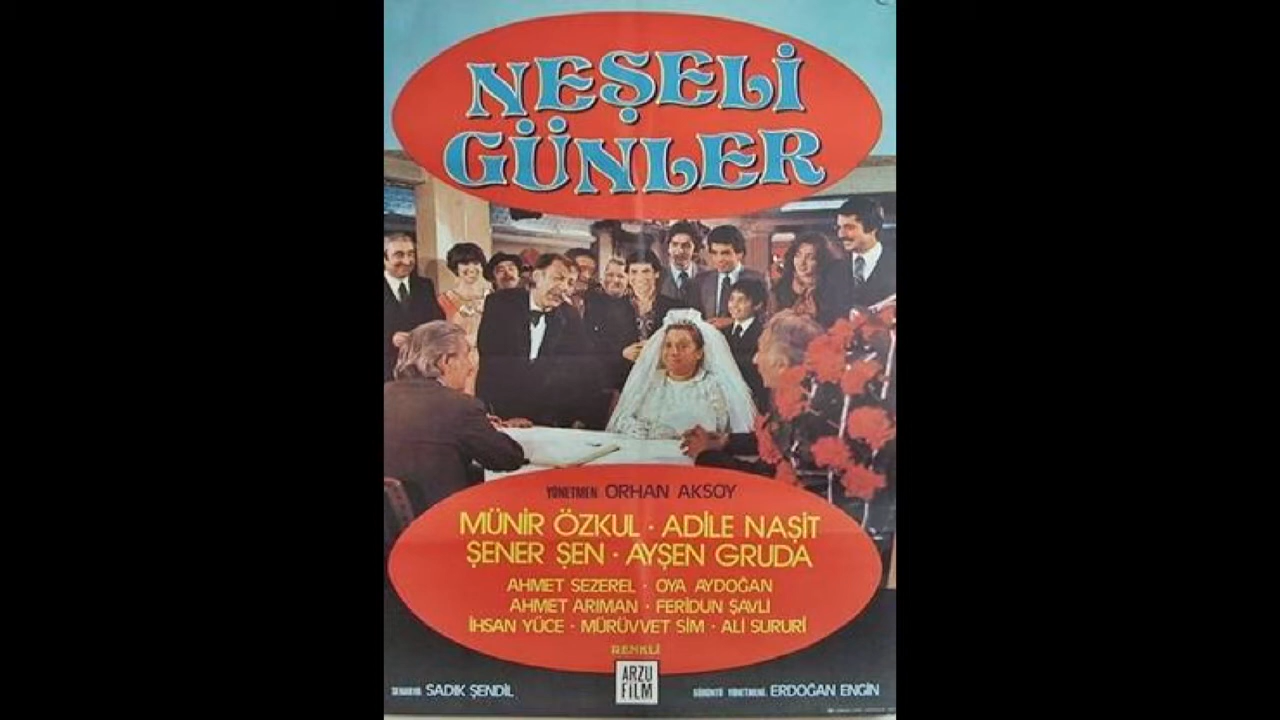 NEŞELİ
GÜNLER
YÖNETMEN: ORHAN AKSOY
MÜNİR ÖZKUL · ADİLE NAŞİT
ŞENER ŞEN · AYŞEN GRUDA
AHMET SEZEREL · OYA AYDOĞAN
AHMET ARIMAN · FERİDUN ŞAVLI
İHSAN YÜCE · MÜRÜVVET SİM · ALİ SURURİ
RENKLİ
ARZU
FİLM
SENARYO: SADIK ŞENDİL
GÖRÜNTÜ YÖNETMENİ: ERDOĞAN ENGİN